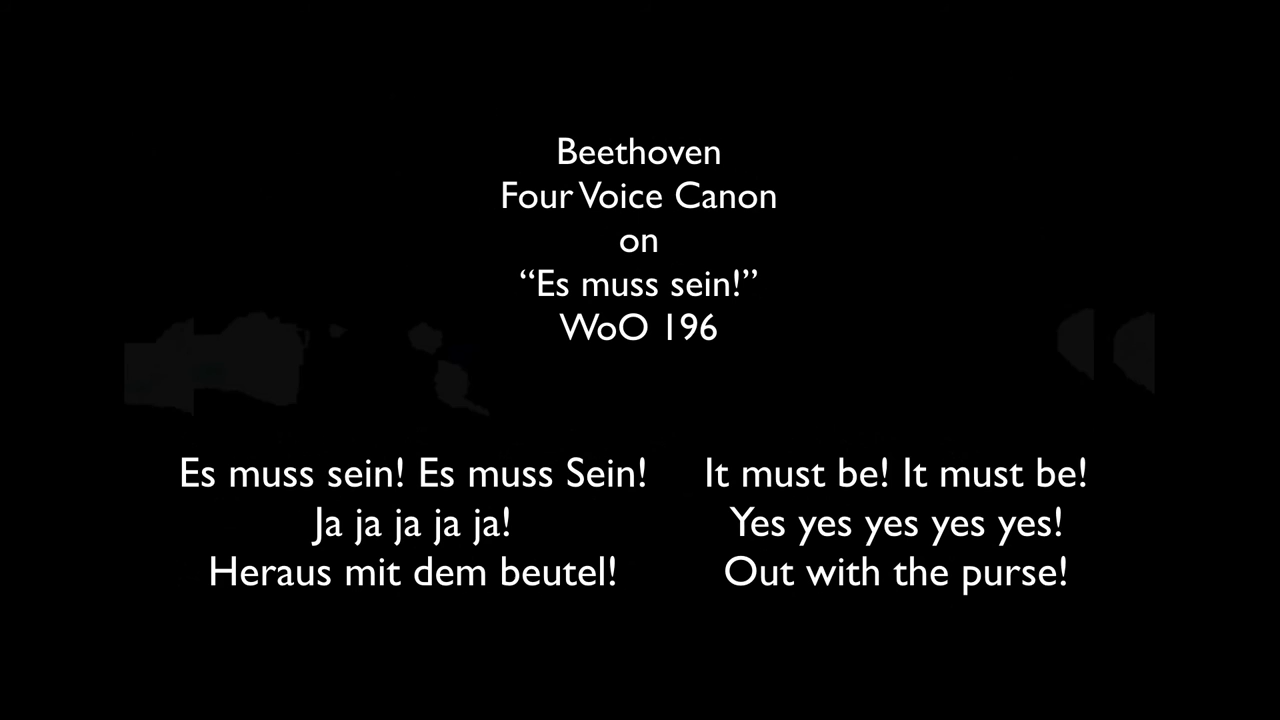 Beethoven
Four Voice Canon
on
“Es muss sein!”
WoO 196
Es muss sein! Es muss Sein!
Ja ja ja ja ja!
Heraus mit dem beutel!
It must be! It must be!
Yes yes yes yes yes!
Out with the purse!